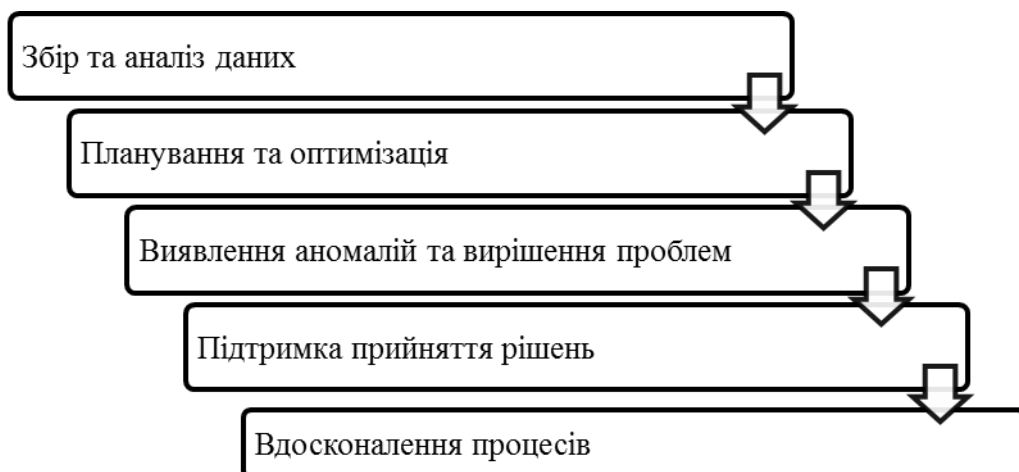 Збір та аналіз даних
Планування та оптимізація
Виявлення аномалій та вирішення проблем
Підтримка прийняття рішень
Вдосконалення процесів